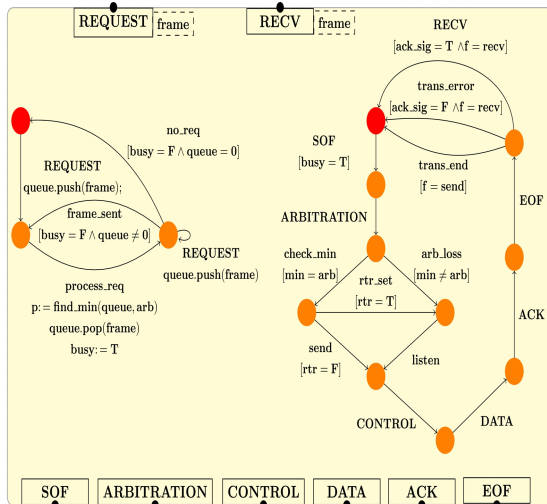 REQUEST
frame
RECV
frame
RECV
[ack_sig = T ∧f = recv]
trans_error
[ack_sig = F ∧f = recv]
no_req
[busy = F ∧ queue = 0]
SOF
[busy = T]
trans_end
[f = send]
REQUEST
queue.push(frame);
EOF
frame_sent
[busy = F ∧ queue ≠ 0]
ARBITRATION
REQUEST
queue.push(frame)
check_min
[min = arb]
arb_loss
[min ≠ arb]
rtr_set
[rtr = T]
process_req
p:= find_min(queue, arb)
queue.pop(frame)
busy:= T
ACK
send
[rtr = F]
listen
CONTROL
DATA
SOF
ARBITRATION
CONTROL
DATA
ACK
EOF